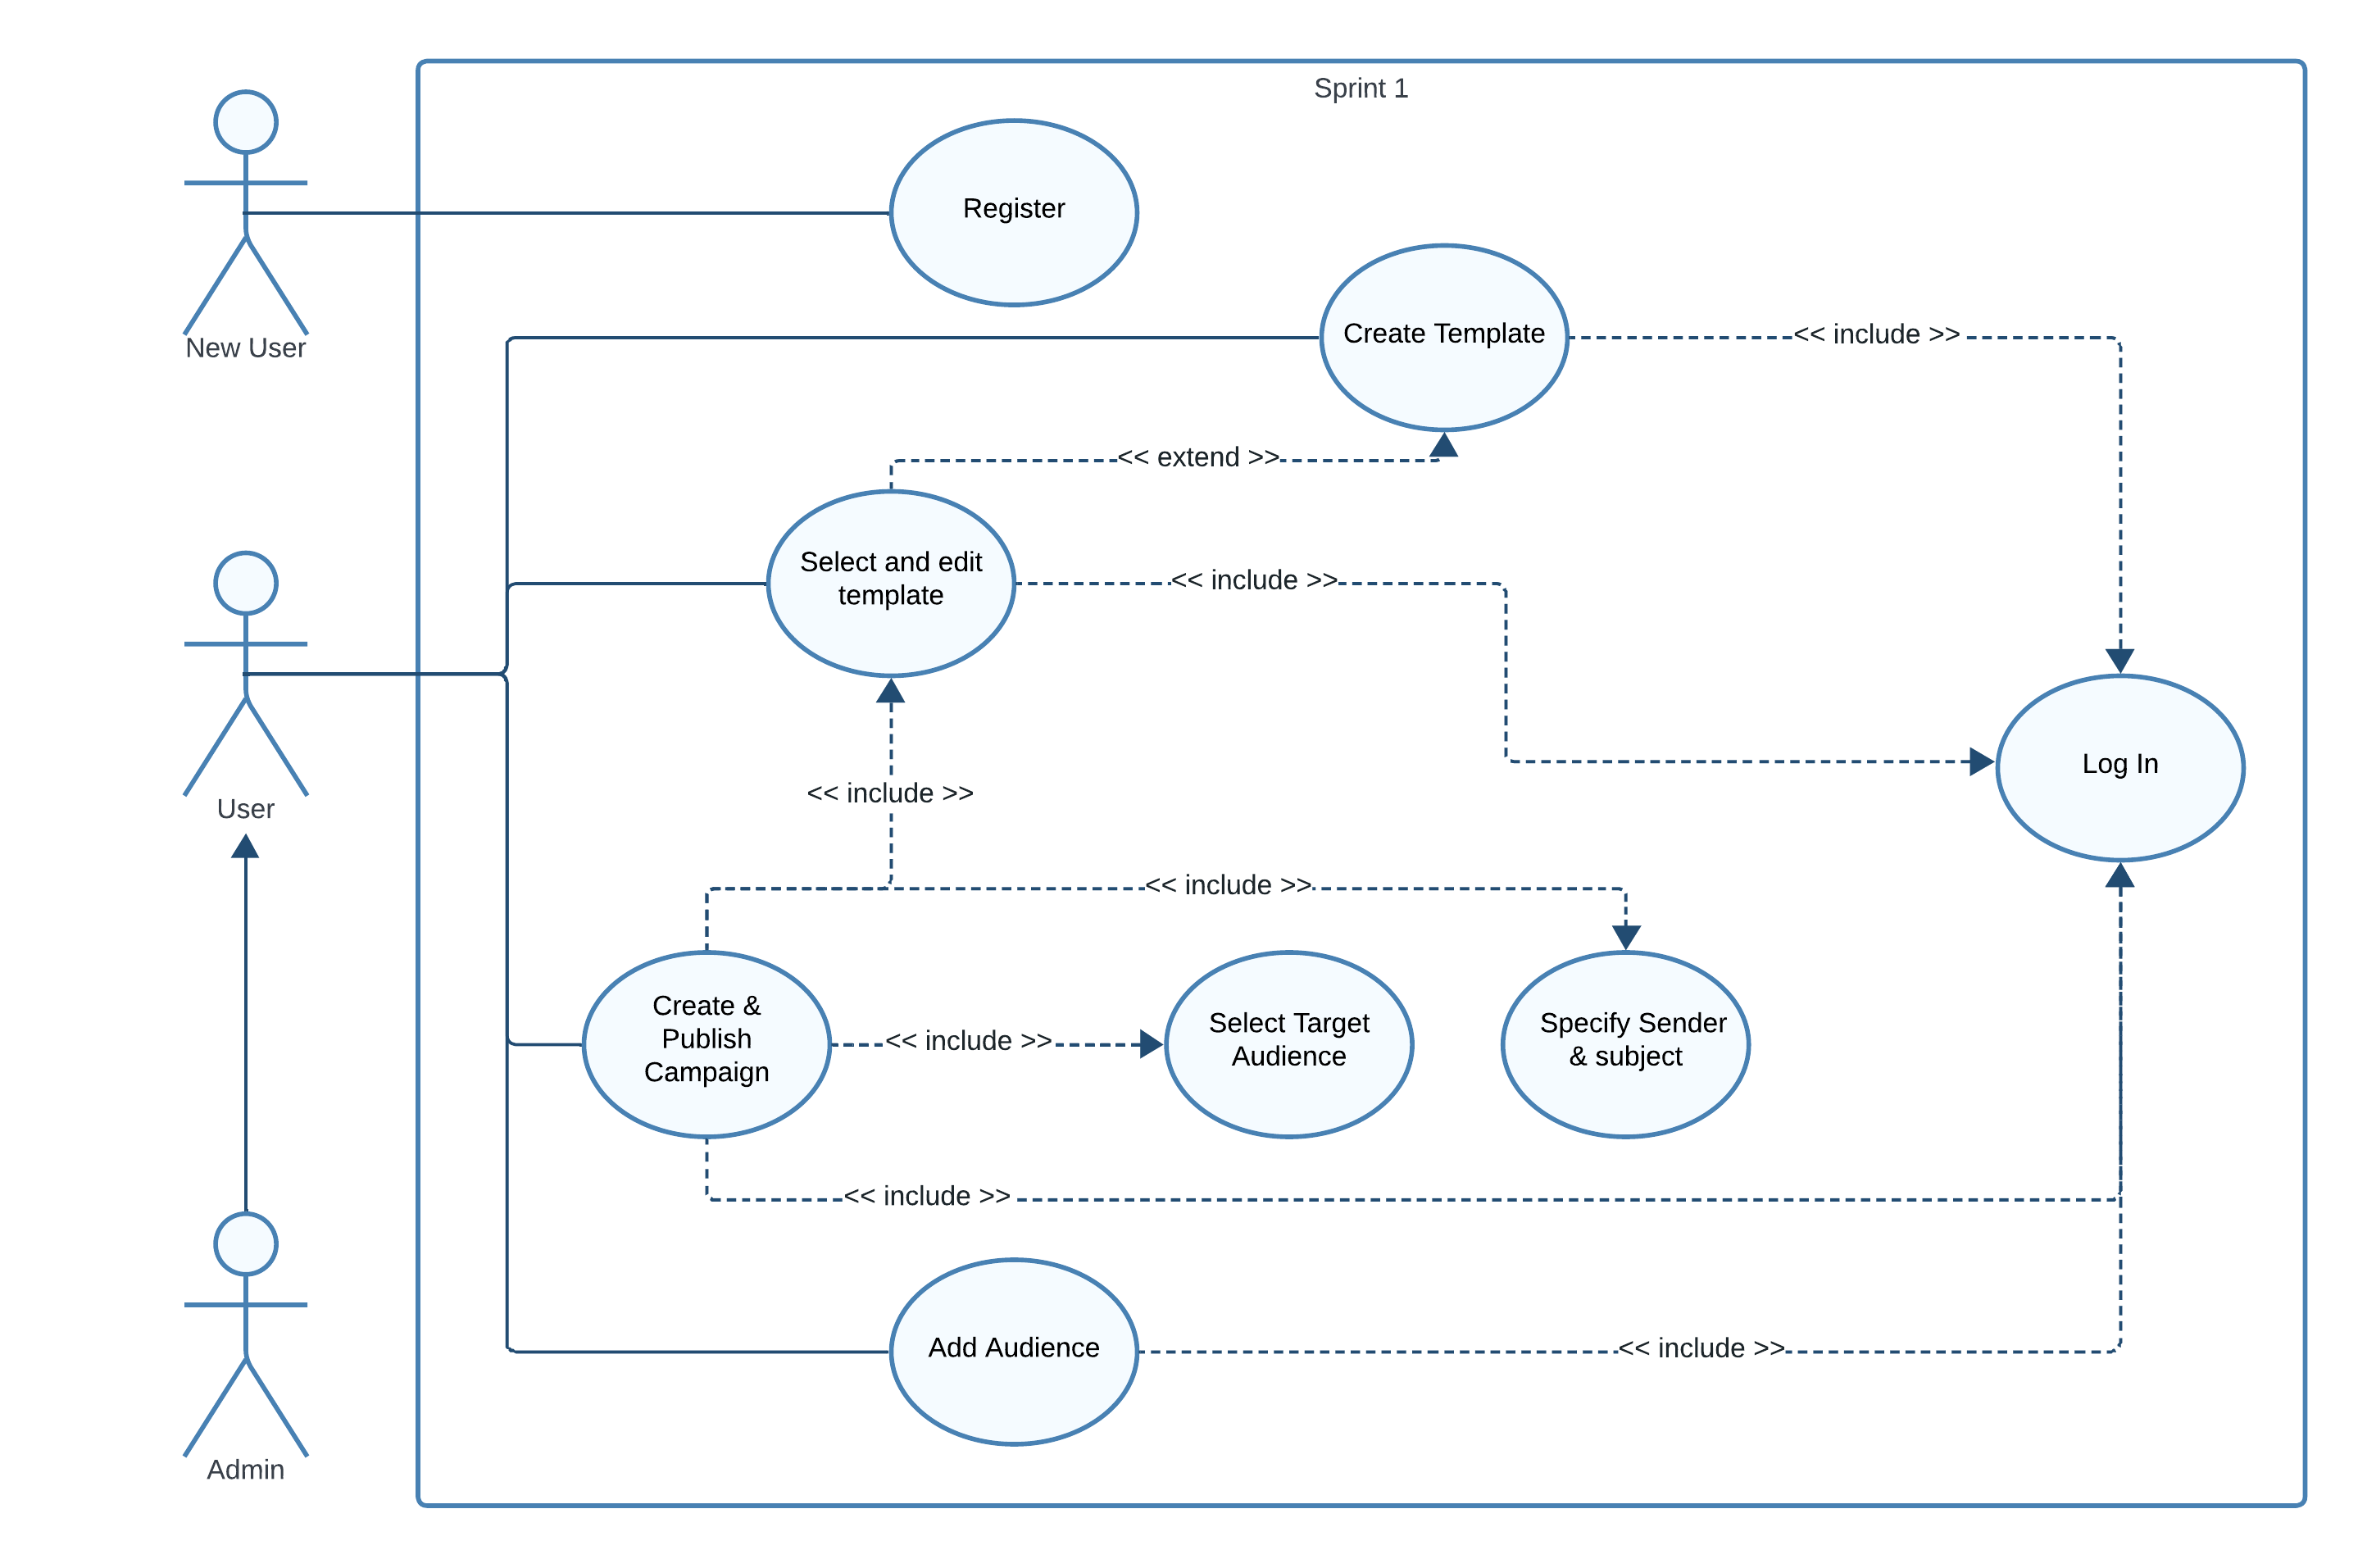 Sprint 1
Register
New User
Create Template
<< include >>
<< extend >>
Select and edit
template
<< include >>
User
Log In
<< include >>
<< include >>
Create &
Publish
Campaign
<< include >>
Select Target
Audience
Specify Sender
& subject
<< include >>
Add Audience
<< include >>
Admin